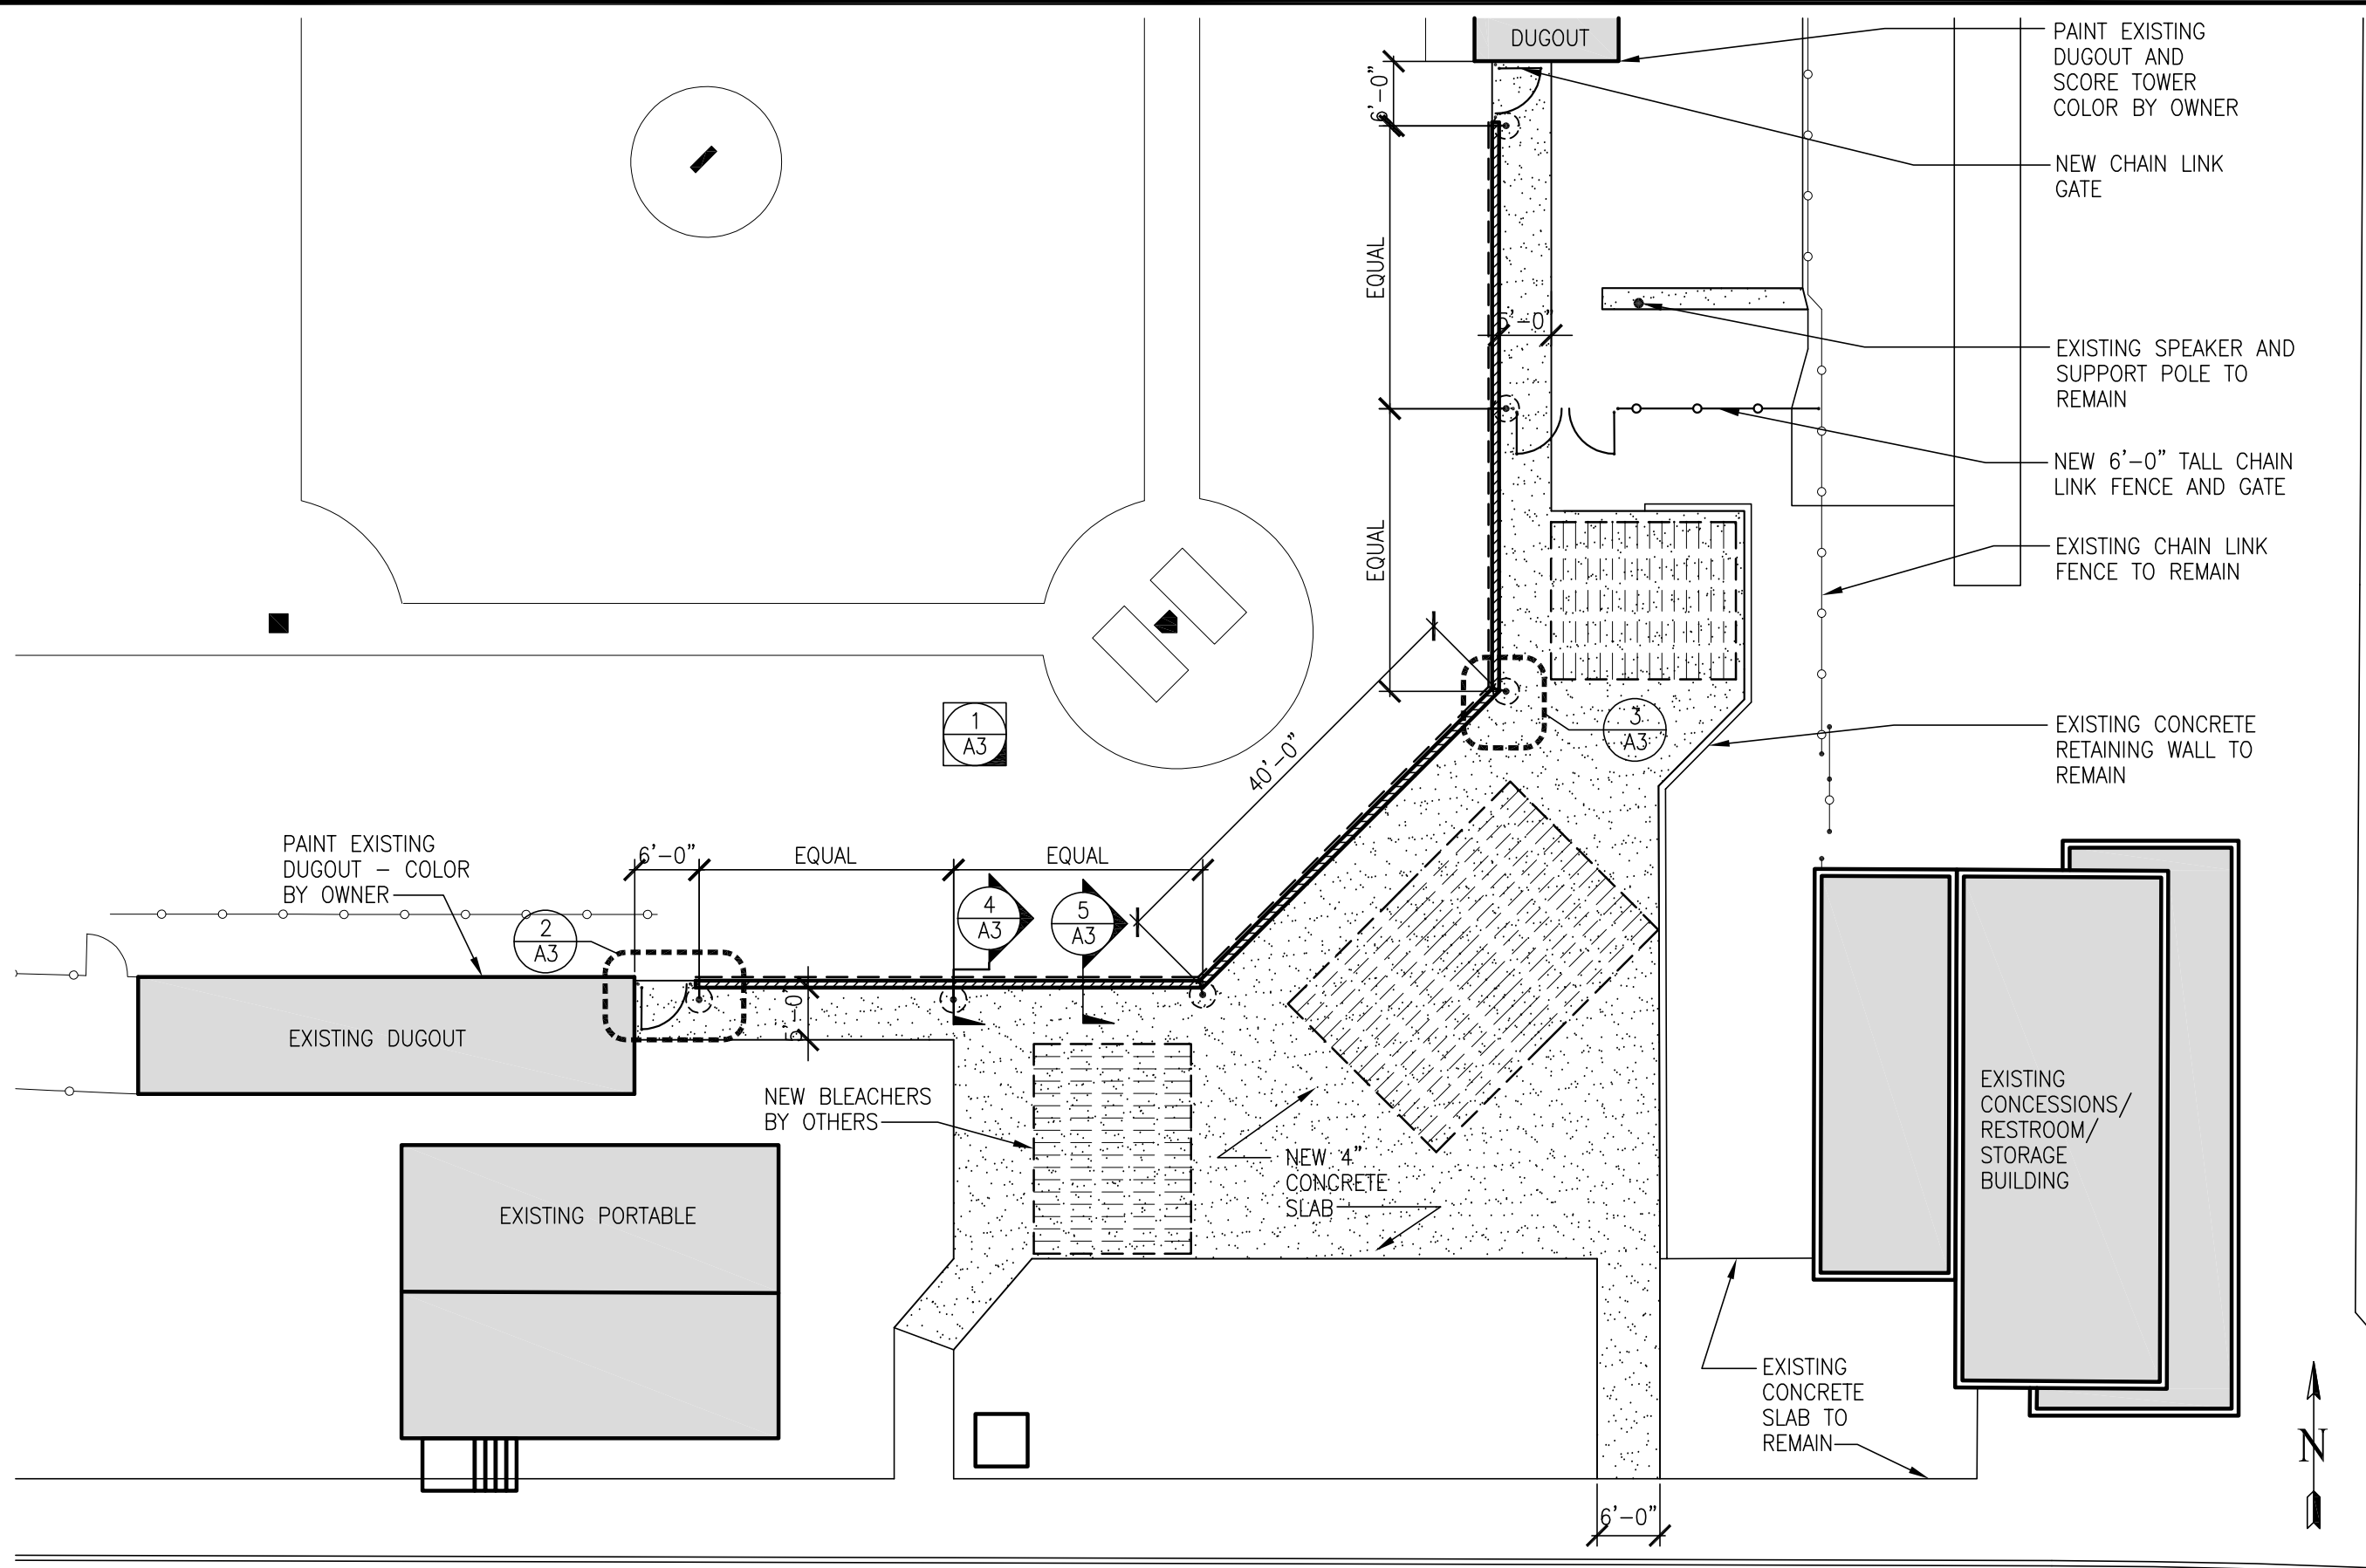 DUGOUT
PAINT EXISTING
DUGOUT AND
SCORE TOWER
COLOR BY OWNER
6'-0"
NEW CHAIN LINK
GATE
EQUAL
5'-0"
EXISTING SPEAKER AND
SUPPORT POLE TO
REMAIN
NEW 6'-0" TALL CHAIN
LINK FENCE AND GATE
EQUAL
EXISTING CHAIN LINK
FENCE TO REMAIN
1
A3
3
A3
EXISTING CONCRETE
RETAINING WALL TO
REMAIN
40'-0"
PAINT EXISTING
DUGOUT - COLOR
BY OWNER
6'-0"
EQUAL
EQUAL
2
A3
4
A3
5
A3
5'-0"
EXISTING DUGOUT
NEW BLEACHERS
BY OTHERS
NEW 4"
CONCRETE
SLAB
EXISTING
CONCESSIONS/
RESTROOM/
STORAGE
BUILDING
EXISTING PORTABLE
EXISTING
CONCRETE
SLAB TO
REMAIN
N
6'-0"